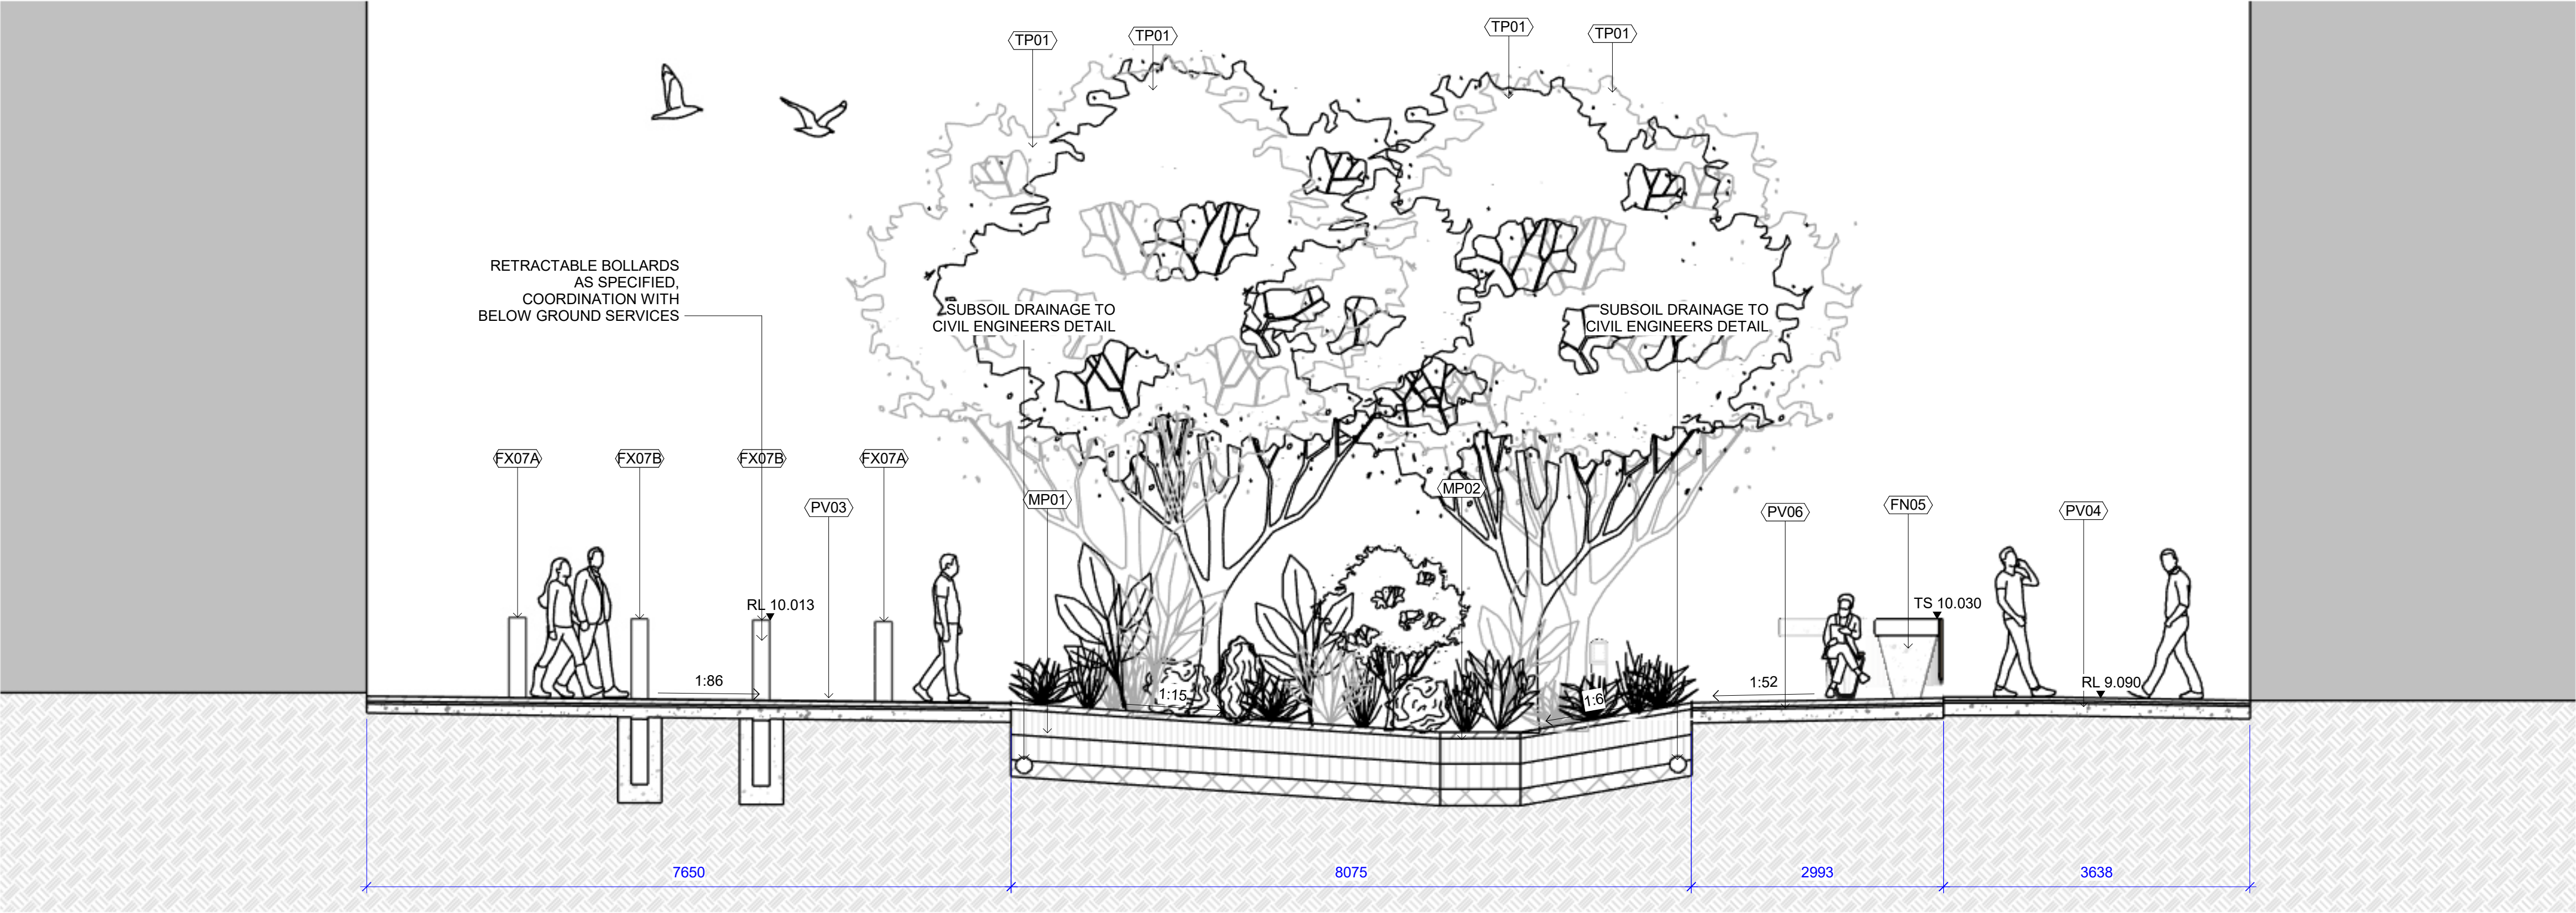 TP01
TP01
TP01
TP01
RETRACTABLE BOLLARDS
AS SPECIFIED,
COORDINATION WITH
BELOW GROUND SERVICES
SUBSOIL DRAINAGE TO
CIVIL ENGINEERS DETAIL
SUBSOIL DRAINAGE TO
CIVIL ENGINEERS DETAIL
FX07A
FX07B
FX07B
FX07A
PV03
MP01
MP02
PV06
FN05
PV04
RL 10.013
TS 10.030
1:86
1:15
1:6
1:52
RL 9.090
7650
8075
2993
3638